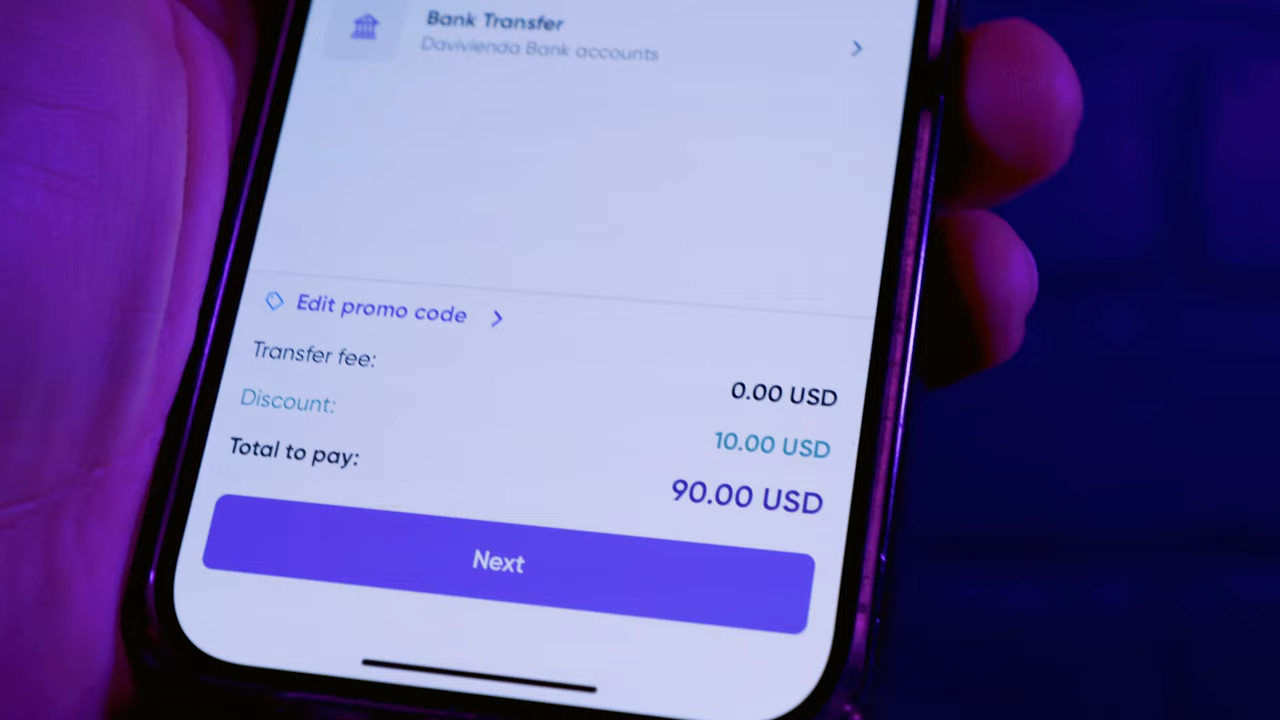 Bank Transfer
Davivienda Bank accounts
Edit promo code
Transfer fee:
0.00 USD
Discount:
10.00 USD
Total to pay:
90.00 USD
Next